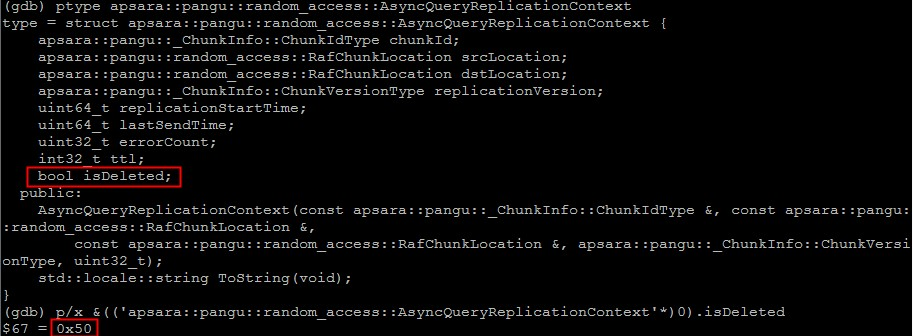 (gdb) ptype apsara::pangu::random_access::AsyncQueryReplicationContext
type = struct apsara::pangu::random_access::AsyncQueryReplicationContext {
    apsara::pangu::_ChunkInfo::ChunkIdType chunkId;
    apsara::pangu::random_access::RafChunkLocation srcLocation;
    apsara::pangu::random_access::RafChunkLocation dstLocation;
    apsara::pangu::_ChunkInfo::ChunkVersionType replicationVersion;
    uint64_t replicationStartTime;
    uint64_t lastSendTime;
    uint32_t errorCount;
    int32_t ttl;
    bool isDeleted;
  public:
    AsyncQueryReplicationContext(const apsara::pangu::_ChunkInfo::ChunkIdType &, const apsara::pangu:
:random_access::RafChunkLocation &,
        const apsara::pangu::random_access::RafChunkLocation &, apsara::pangu::_ChunkInfo::ChunkVersi
onType, uint32_t);
    std::locale::string ToString(void);
}
(gdb) p/x &(('apsara::pangu::random_access::AsyncQueryReplicationContext'*)0).isDeleted
$67 = 0x50